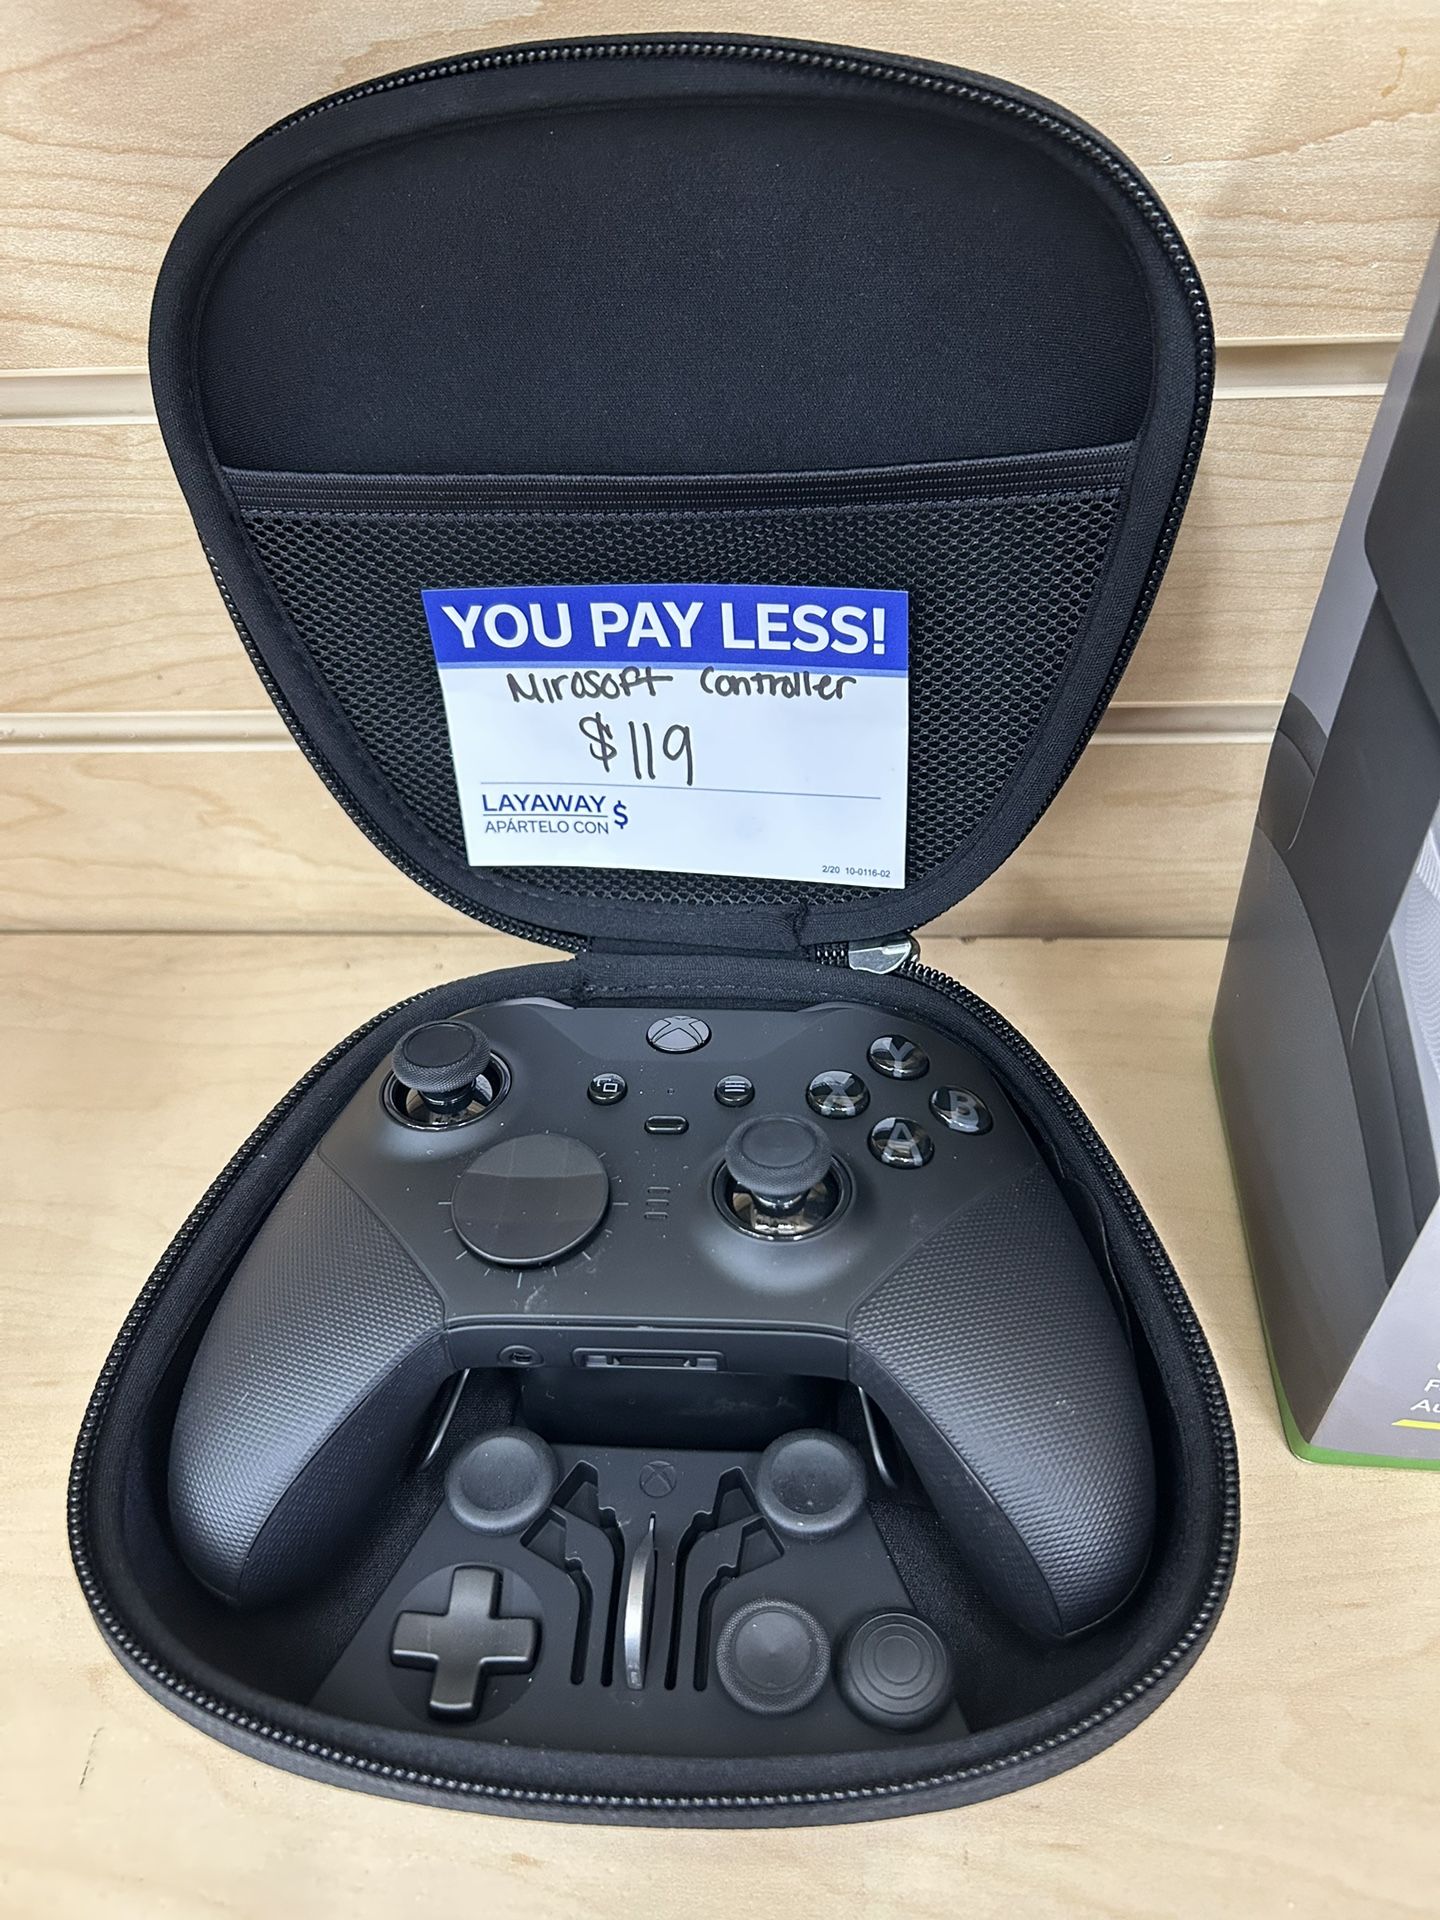 YOU PAY LESS!
Mirosoft Controller
$119
LAYAWAY $
APÁRTELO CON
2/20 10-0116-02
Y
X
B
A